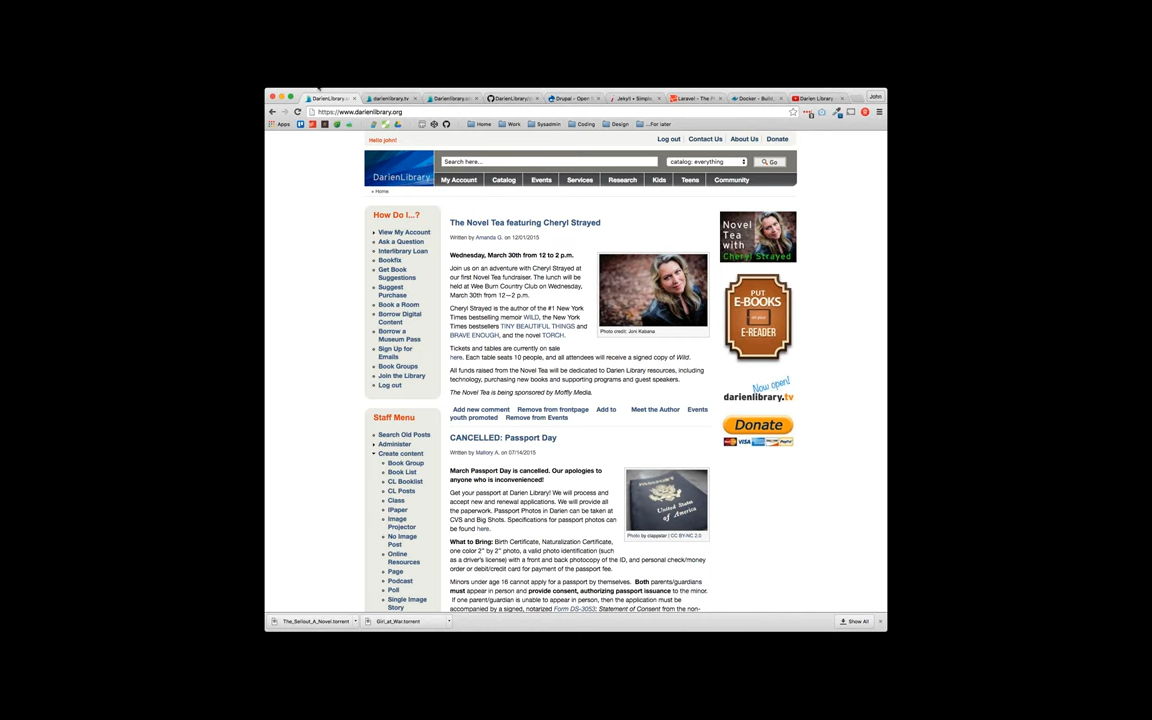 DarienLibrary.o
darienlibrary.tv
DarienLibrary.o
DarienLibrary/
Drupal - Open S
Jekyll • Simple,
Laravel - The P
Docker - Build,
Darien Library -
John
https://www.darienlibrary.org
Apps
Home
Work
Sysadmin
Coding
Design
...For later
Hello john!
Log out
Contact Us
About Us
Donate
DarienLibrary
Search here...
catalog: everything
Go
My Account
Catalog
Events
Services
Research
Kids
Teens
Community
» Home
How Do I...?
View My Account
Ask a Question
Interlibrary Loan
Bookfix
Get Book
Suggestions
Suggest
Purchase
Book a Room
Borrow Digital
Content
Borrow a
Museum Pass
Sign Up for
Emails
Book Groups
Join the Library
Log out
Staff Menu
Search Old Posts
Administer
Create content
Book Group
Book List
CL Booklist
CL Posts
Class
IPaper
Image
Projector
No Image
Post
Online
Resources
Page
Podcast
Poll
Single Image
Story
The Novel Tea featuring Cheryl Strayed
Written by Amanda G. on 12/01/2015
Wednesday, March 30th from 12 to 2 p.m.
Join us on an adventure with Cheryl Strayed at
our first Novel Tea fundraiser. The lunch will be
held at Wee Burn Country Club on Wednesday,
March 30th from 12—2 p.m.
Cheryl Strayed is the author of the #1 New York
Times bestselling memoir WILD, the New York
Times bestsellers TINY BEAUTIFUL THINGS and
BRAVE ENOUGH, and the novel TORCH.
Photo credit: Joni Kabana
Tickets and tables are currently on sale
here. Each table seats 10 people, and all attendees will receive a signed copy of Wild.
All funds raised from the Novel Tea will be dedicated to Darien Library resources, including
technology, purchasing new books and supporting programs and guest speakers.
The Novel Tea is being sponsored by Moffly Media.
Add new comment Remove from frontpage Add to Meet the Author Events
youth promoted Remove from Events
CANCELLED: Passport Day
Written by Mallory A. on 07/14/2015
March Passport Day is cancelled. Our apologies to
anyone who is inconvenienced!
Get your passport at Darien Library! We will process and
accept new and renewal applications. We will provide all
the paperwork. Passport Photos in Darien can be taken at
CVS and Big Shots. Specifications for passport photos can
be found here.
PASSPORT
United States
of America
Photo by clappstar | CC BY-NC 2.0
What to Bring: Birth Certificate, Naturalization Certificate,
one color 2" by 2" photo, a valid photo identification (such
as a driver's license) with a front and back photocopy of the ID, and personal check/money
order or debit/credit card for payment of the passport fee.
Minors under age 16 cannot apply for a passport by themselves. Both parents/guardians
must appear in person and provide consent, authorizing passport issuance to the minor.
If one parent/guardian is unable to appear in person, then the application must be
accompanied by a signed, notarized Form DS-3053: Statement of Consent from the non-
Novel
Tea
with
Cheryl Strayed
PUT
E-BOOKS
E-READER
Now open!
darienlibrary.tv
Donate
The_Sellout_A_Novel.torrent
Girl_at_War.torrent
Show All